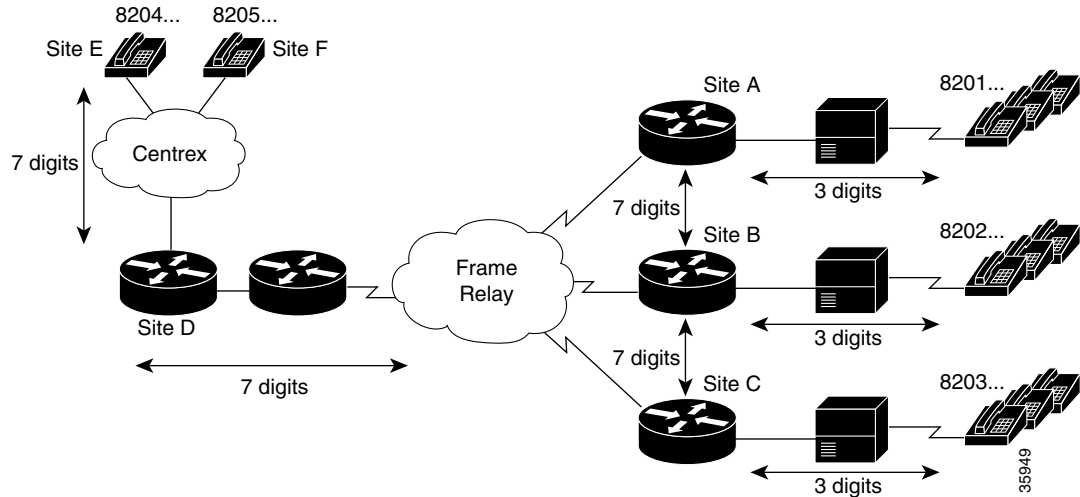 8204...
8205...
Site E
Site F
7 digits
Centrex
Site D
7 digits
Frame
Relay
Site A
8201...
3 digits
7 digits
Site B
8202...
3 digits
7 digits
Site C
8203...
3 digits
35949